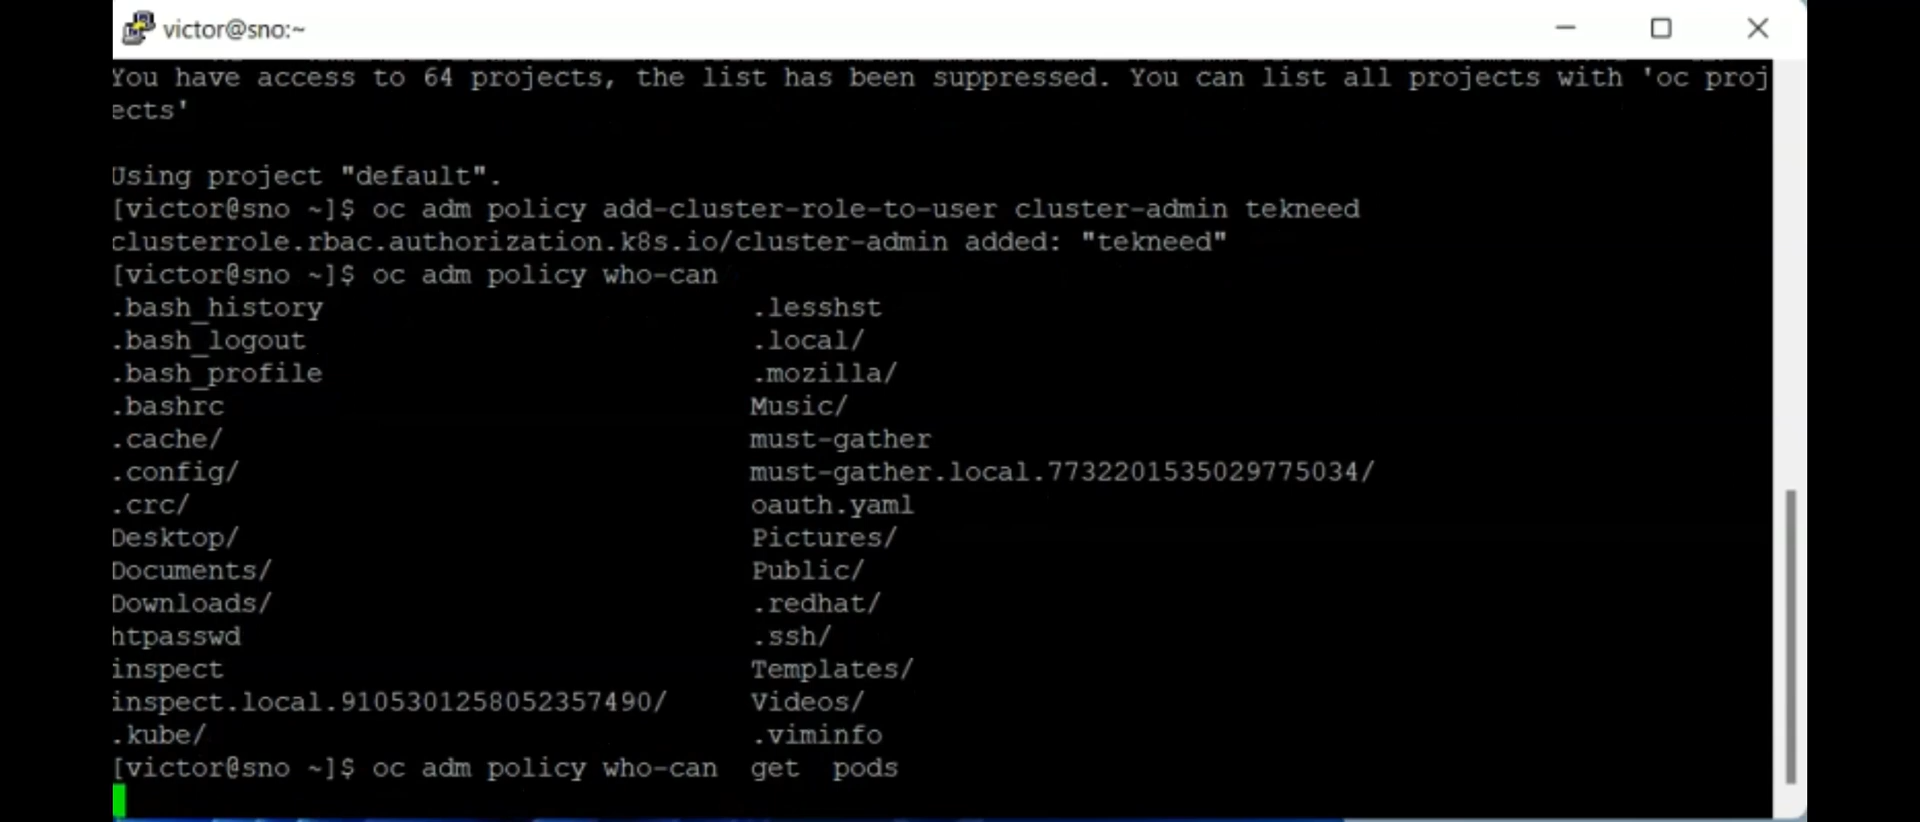 victor@sno:~
You have access to 64 projects, the list has been suppressed. You can list all projects with 'oc proj
ects'
Using project "default".
[victor@sno ~]$ oc adm policy add-cluster-role-to-user cluster-admin tekneed
clusterrole.rbac.authorization.k8s.io/cluster-admin added: "tekneed"
[victor@sno ~]$ oc adm policy who-can
.bash_history .lesshst
.bash_logout .local/
.bash_profile .mozilla/
.bashrc Music/
.cache/ must-gather
.config/ must-gather.local.7732201535029775034/
.crc/ oauth.yaml
Desktop/ Pictures/
Documents/ Public/
Downloads/ .redhat/
htpasswd .ssh/
inspect Templates/
inspect.local.9105301258052357490/ Videos/
.kube/ .viminfo
[victor@sno ~]$ oc adm policy who-can  get  pods